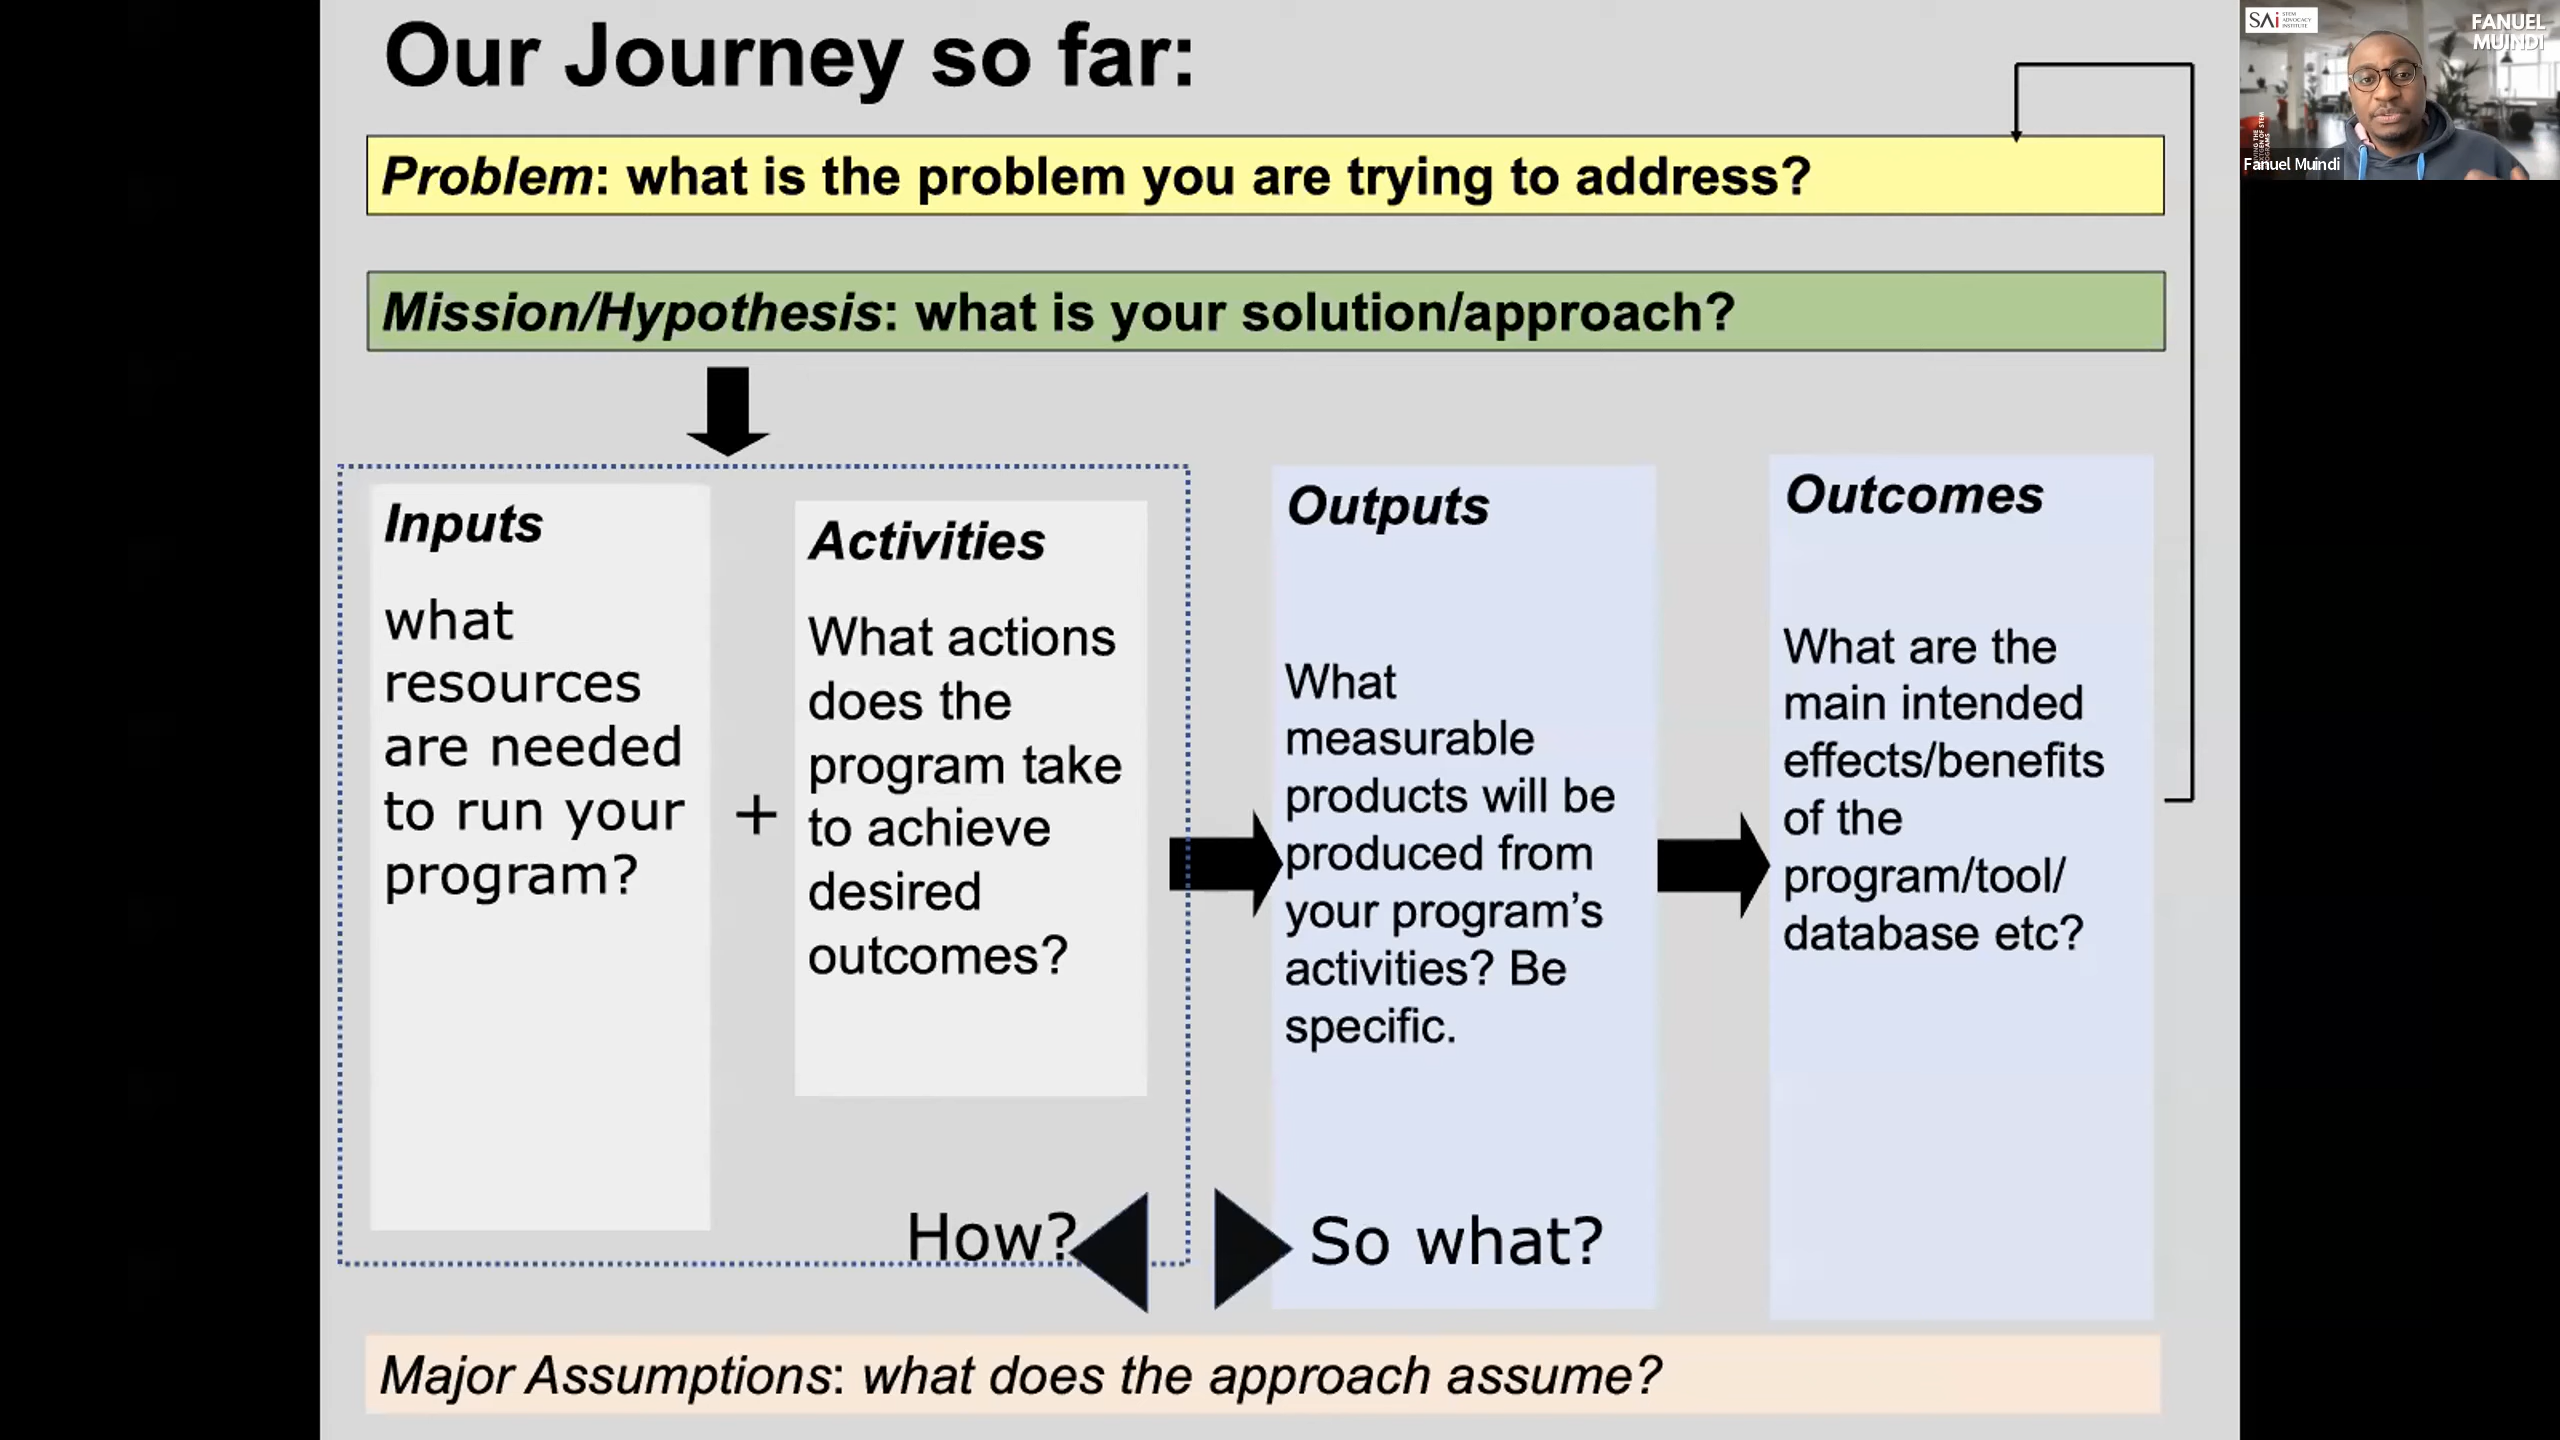 Our Journey so far:
Problem: what is the problem you are trying to address?
Mission/Hypothesis: what is your solution/approach?
Inputs
what
resources
are needed
to run your
program?
+
Activities
What actions
does the
program take
to achieve
desired
outcomes?
Outputs
What
measurable
products will be
produced from
your program’s
activities? Be
specific.
Outcomes
What are the
main intended
effects/benefits
of the
program/tool/
database etc?
How?
So what?
Major Assumptions: what does the approach assume?
SAi
STEM
ADVOCACY
INSTITUTE
FANUEL
MUINDI
Fanuel Muindi